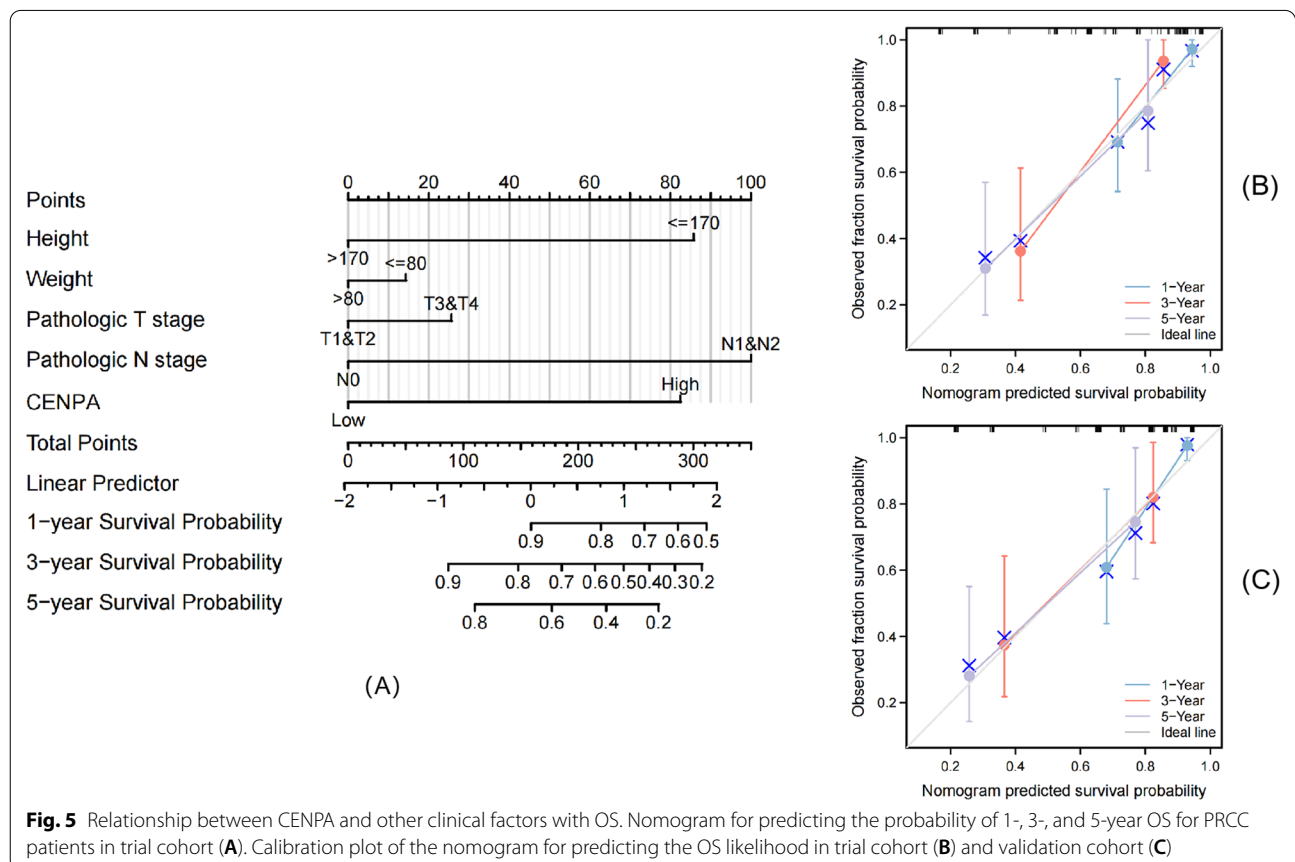 0 20 40 60 80 100
Points
<=170
Height
>170 <=80
Weight
>80 T3&T4
Pathologic T stage
T1&T2 N1&N2
Pathologic N stage
N0 High
CENPA
Low
Total Points
0 100 200 300
Linear Predictor
−2 −1 0 1 2
1−year Survival Probability
0.9 0.8 0.7 0.6 0.5
3−year Survival Probability
0.9 0.8 0.7 0.6 0.5 0.4 0.3 0.2
5−year Survival Probability
0.8 0.6 0.4 0.2
(A)
Observed fraction survival probability
1.0
0.8
0.6
0.4
0.2
1−Year
3−Year
5−Year
Ideal line
0.2 0.4 0.6 0.8 1.0
Nomogram predicted survival probability
(B)
Observed fraction survival probability
1.0
0.8
0.6
0.4
0.2
1−Year
3−Year
5−Year
Ideal line
0.2 0.4 0.6 0.8 1.0
Nomogram predicted survival probability
(C)
Fig. 5 Relationship between CENPA and other clinical factors with OS. Nomogram for predicting the probability of 1-, 3-, and 5-year OS for PRCC
patients in trial cohort (A). Calibration plot of the nomogram for predicting the OS likelihood in trial cohort (B) and validation cohort (C)